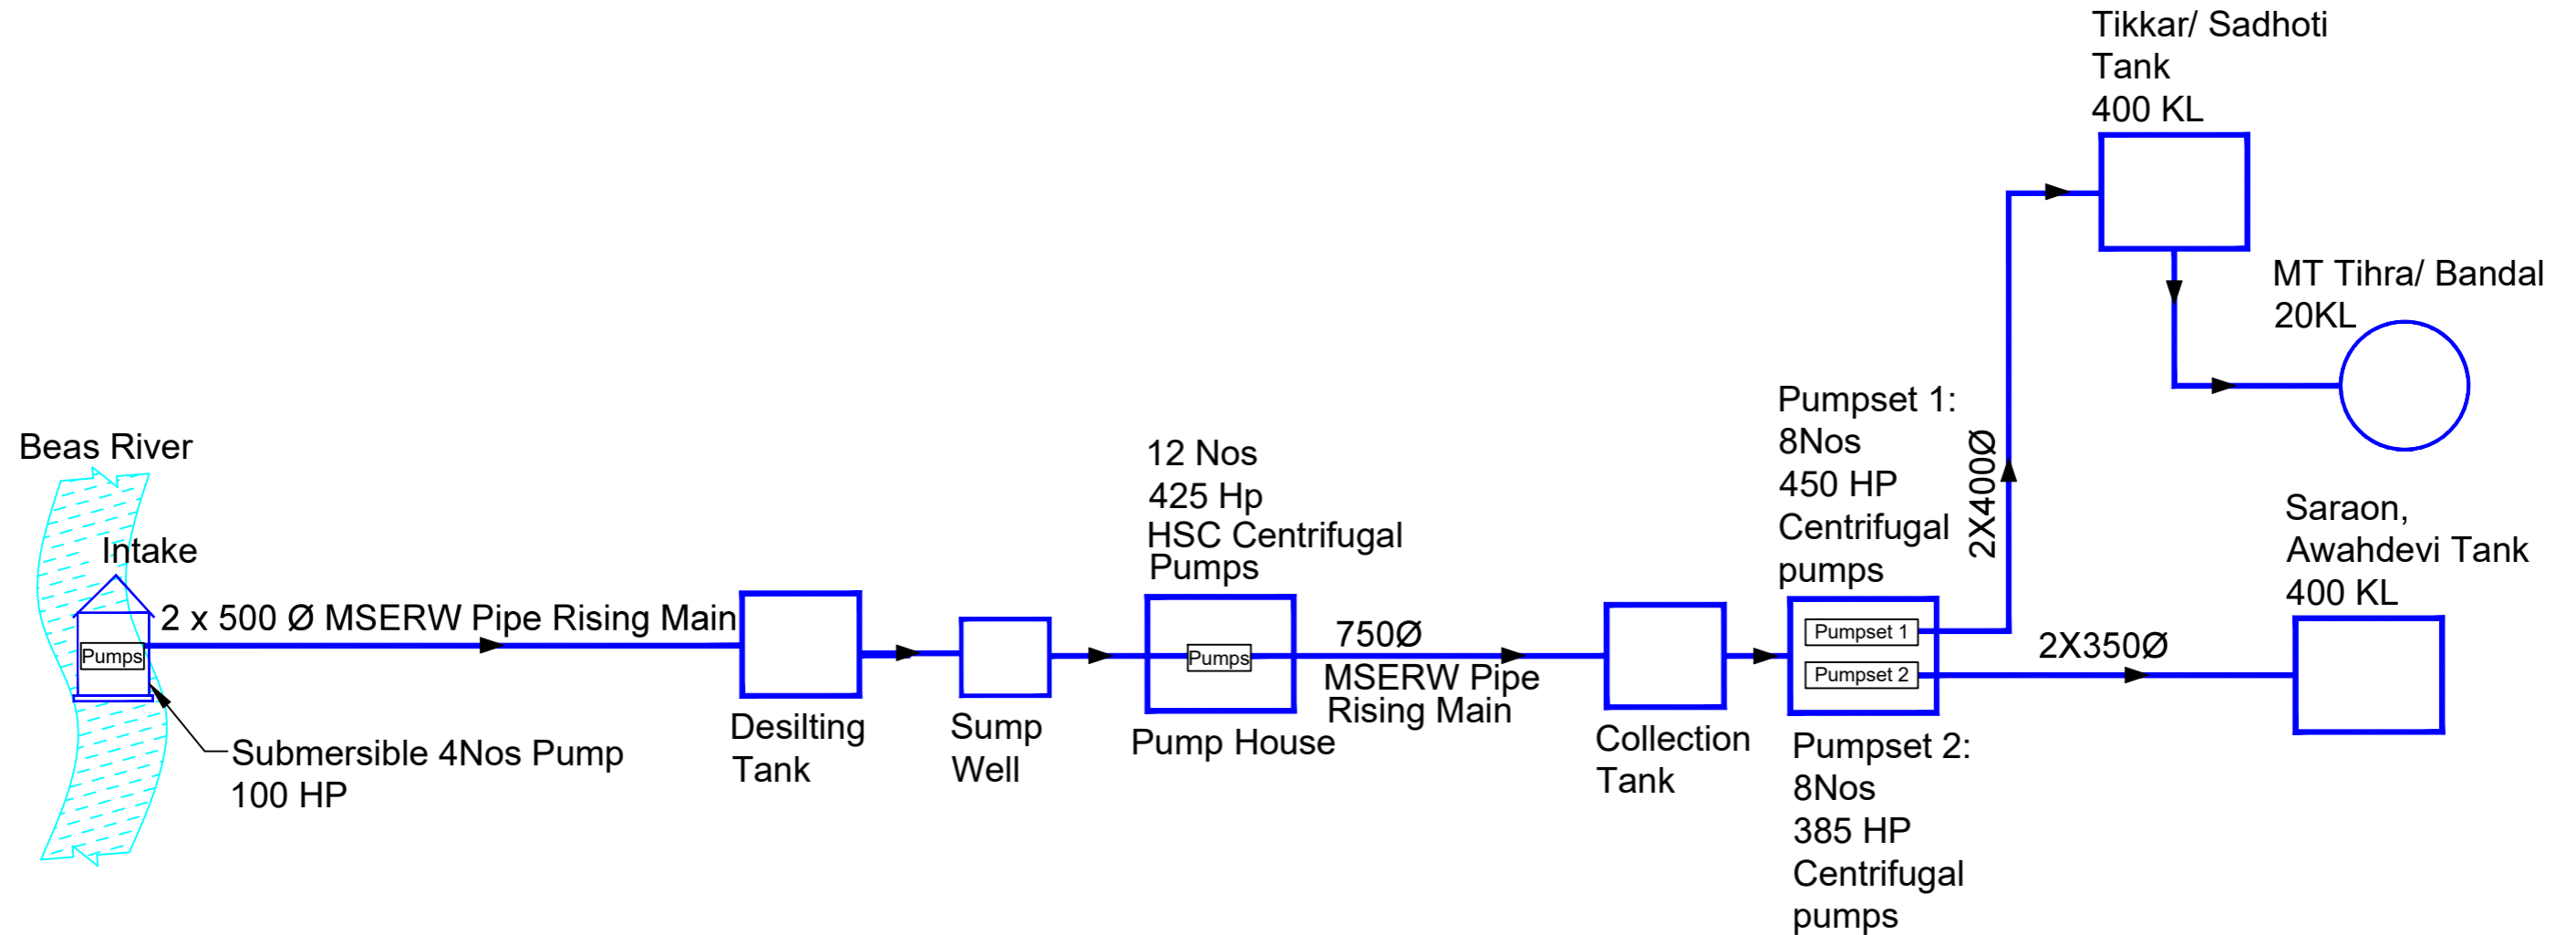 Tikkar/ Sadhoti
Tank
400 KL
MT Tihra/ Bandal
20KL
Beas River
Intake
2 x 500 Ø MSERW Pipe Rising Main
Pumps
Submersible 4Nos Pump
100 HP
Desilting
Tank
Sump
Well
12 Nos
425 Hp
HSC Centrifugal
Pumps
Pumps
Pump House
750Ø
MSERW Pipe
Rising Main
Collection
Tank
Pumpset 1:
8Nos
450 HP
Centrifugal
pumps
Pumpset 1
Pumpset 2
Pumpset 2:
8Nos
385 HP
Centrifugal
pumps
2X400Ø
2X350Ø
Saraon,
Awahdevi Tank
400 KL